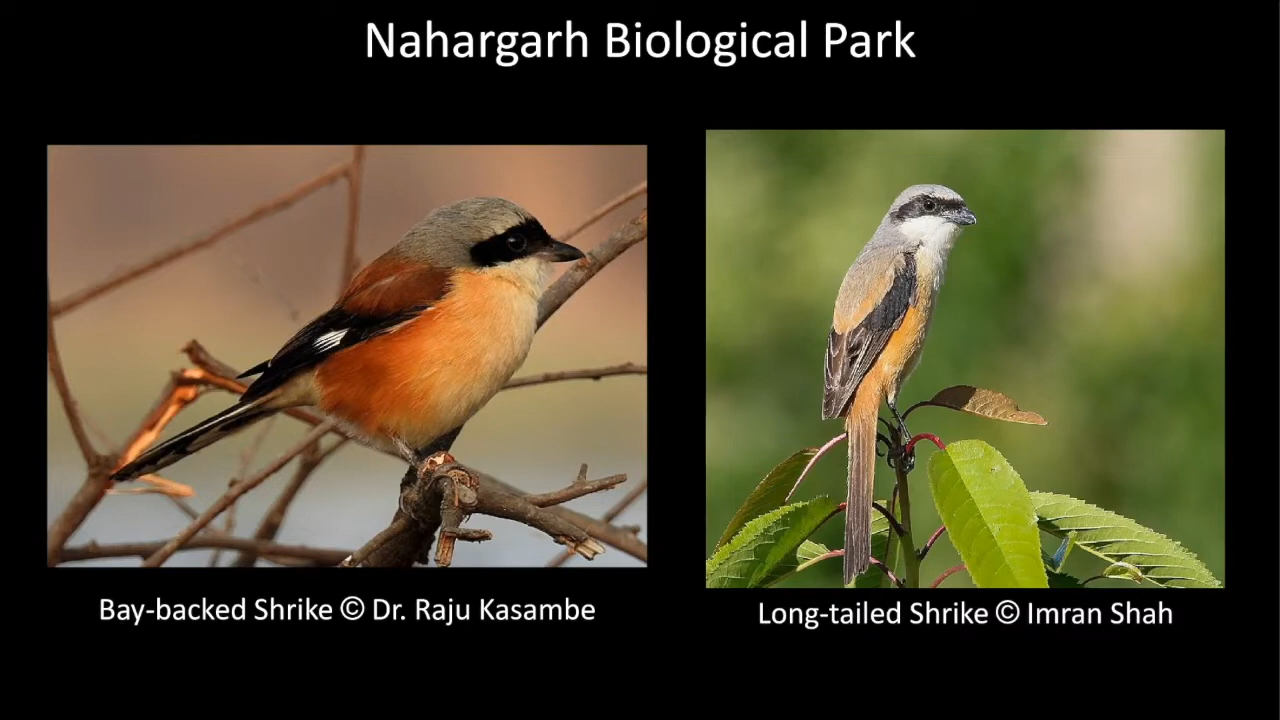 Nahargarh Biological Park
Bay-backed Shrike © Dr. Raju Kasambe
Long-tailed Shrike © Imran Shah